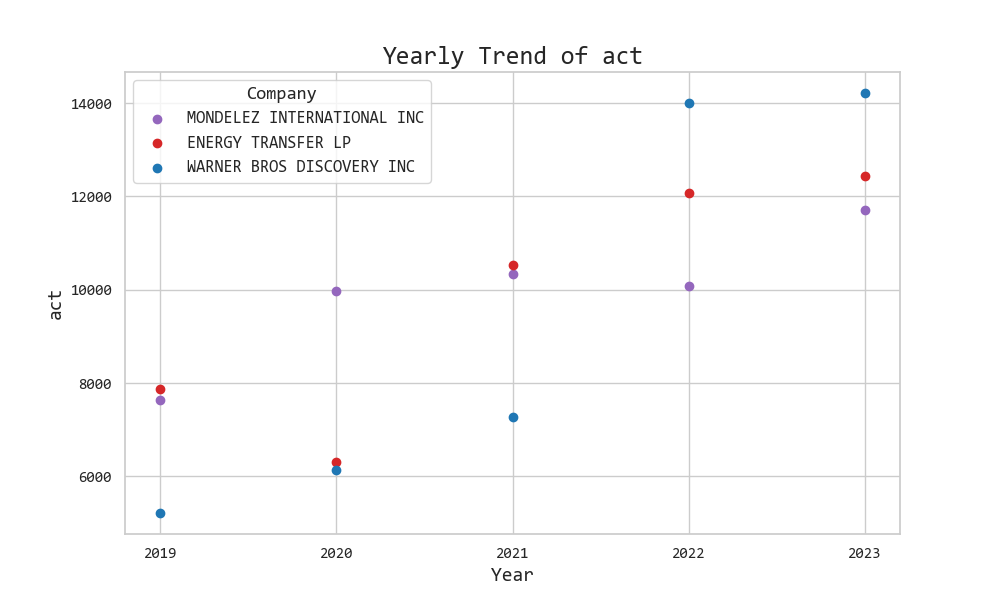 Yearly Trend of act
Company
MONDELEZ INTERNATIONAL INC
ENERGY TRANSFER LP
WARNER BROS DISCOVERY INC
14000
12000
10000
8000
6000
act
2019 2020 2021 2022 2023
Year